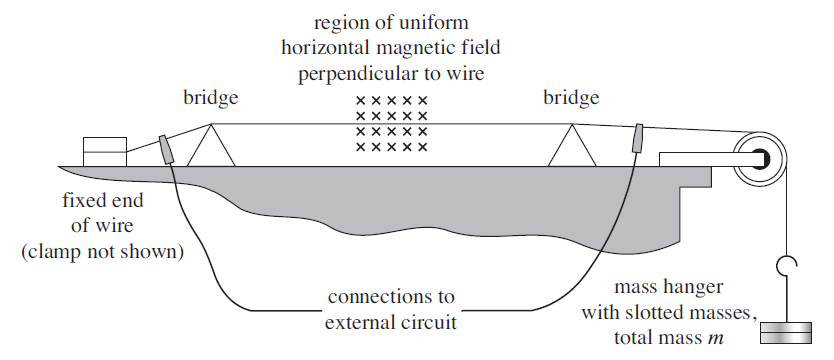 region of uniform
horizontal magnetic field
perpendicular to wire
bridge
bridge
fixed end
of wire
(clamp not shown)
connections to
external circuit
mass hanger
with slotted masses,
total mass m